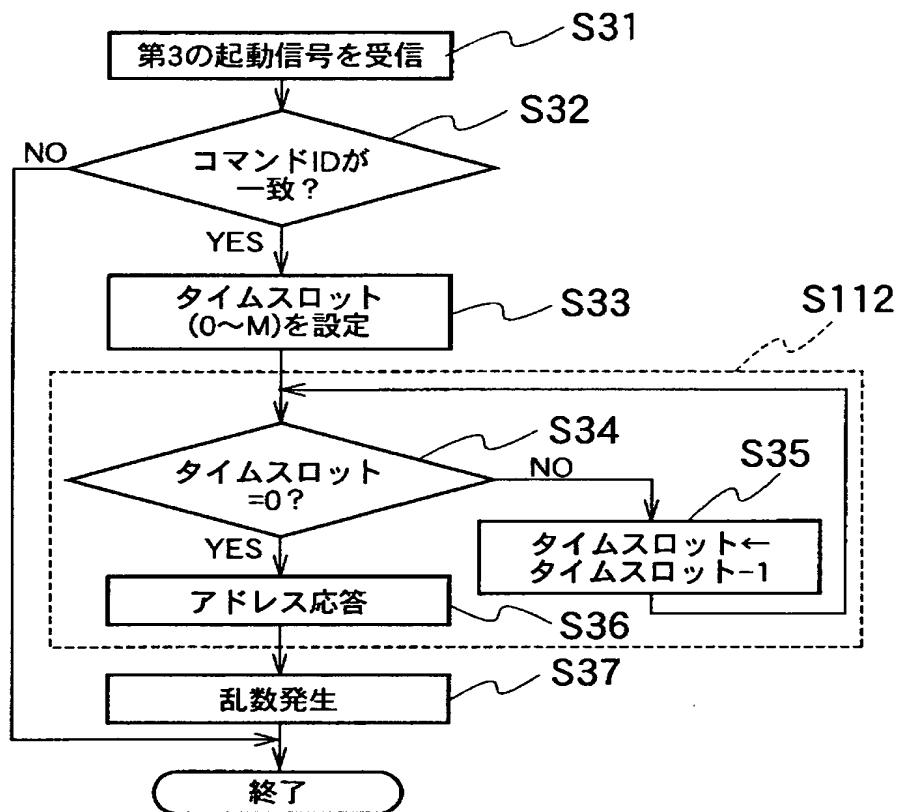 第3の起動信号を受信
S31
S32
NO
コマンドIDが
一致?
YES
タイムスロット
(0~M)を設定
S33
S112
S34
タイムスロット
=0?
NO
S35
タイムスロット←
タイムスロット-1
YES
アドレス応答
S36
S37
乱数発生
終了